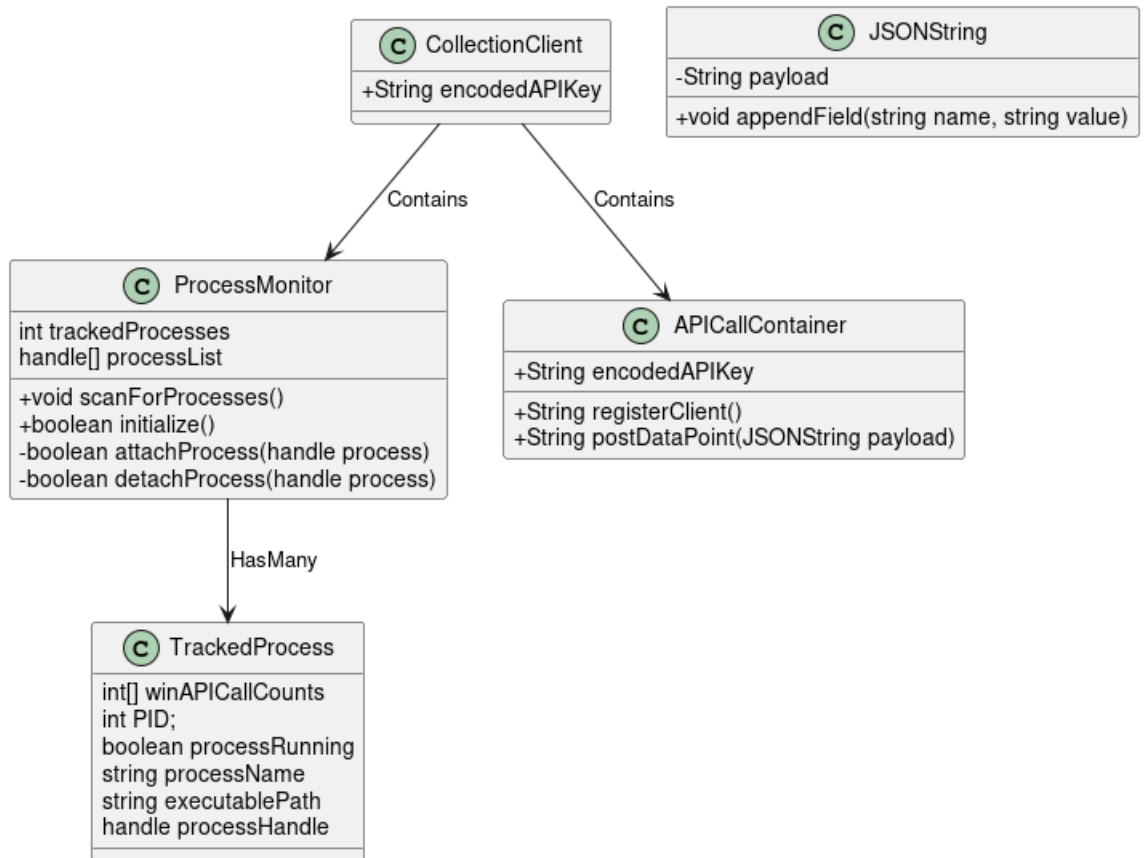 C CollectionClient
+String encodedAPIKey
C JSONString
-String payload
+void appendField(string name, string value)
Contains
Contains
C ProcessMonitor
int trackedProcesses
handle[] processList
+void scanForProcesses()
+boolean initialize()
-boolean attachProcess(handle process)
-boolean detachProcess(handle process)
C APICallContainer
+String encodedAPIKey
+String registerClient()
+String postDataPoint(JSONString payload)
HasMany
C TrackedProcess
int[] winAPICallCounts
int PID;
boolean processRunning
string processName
string executablePath
handle processHandle